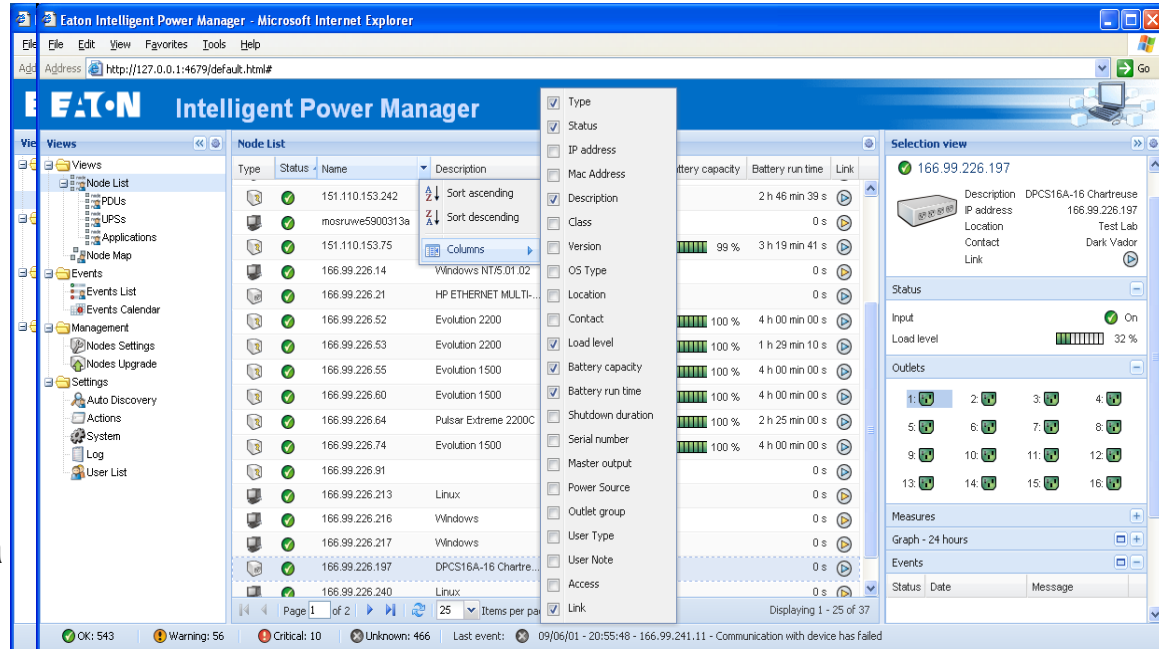 Eaton Intelligent Power Manager - Microsoft Internet Explorer
File
File Edit View Favorites Tools Help
Add
Address http://127.0.0.1:4679/default.html#
Go
E
EATON Intelligent Power Manager
Vie
Views
Node List
Selection view
Views
Node List
PDUs
UPSs
Applications
Node Map
Events
Events List
Events Calendar
Management
Nodes Settings
Nodes Upgrade
Settings
Auto Discovery
Actions
System
Log
User List
Type Status Name Description ttery capacity Battery run time Link
151.110.153.242 2 h 46 min 39 s
mosruwe5900313a 0 s
151.110.153.75 99 % 3 h 19 min 41 s
166.99.226.14 Windows NT/5.01.02 0 s
166.99.226.21 HP ETHERNET MULTI-... 0 s
166.99.226.52 Evolution 2200 100 % 4 h 00 min 00 s
166.99.226.53 Evolution 2200 100 % 1 h 29 min 10 s
166.99.226.55 Evolution 1500 100 % 4 h 00 min 00 s
166.99.226.60 Evolution 1500 100 % 4 h 00 min 00 s
166.99.226.64 Pulsar Extreme 2200C 100 % 2 h 25 min 00 s
166.99.226.74 Evolution 1500 100 % 4 h 00 min 00 s
166.99.226.91 0 s
166.99.226.213 Linux 0 s
166.99.226.216 Windows 0 s
166.99.226.217 Windows 0 s
166.99.226.197 DPCS16A-16 Chartre... 0 s
166.99.226.240 Linux 0 s
Page 1 of 2 25 Items per pa Displaying 1 - 25 of 37
Sort ascending
Sort descending
Columns
Type
Status
IP address
Mac Address
Description
Class
Version
OS Type
Location
Contact
Load level
Battery capacity
Battery run time
Shutdown duration
Serial number
Master output
Power Source
Outlet group
User Type
User Note
Access
Link
166.99.226.197
Description DPCS16A-16 Chartreuse
IP address 166.99.226.197
Location Test Lab
Contact Dark Vador
Link
Status
Input On
Load level 32 %
Outlets
1: 2: 3: 4:
5: 6: 7: 8:
9: 10: 11: 12:
13: 14: 15: 16:
Measures
Graph - 24 hours
Events
Status Date Message
OK: 543 Warning: 56 Critical: 10 Unknown: 466 Last event: 09/06/01 - 20:55:48 - 166.99.241.11 - Communication with device has failed